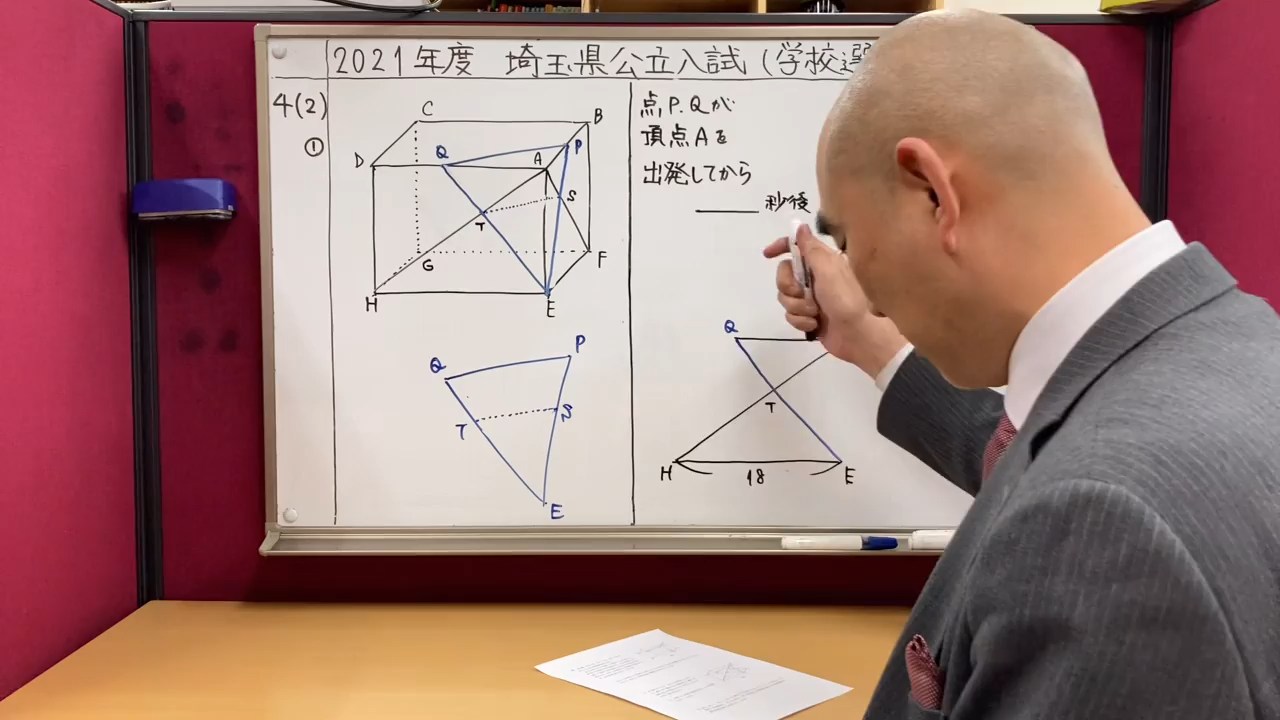 2021年度 埼玉県公立入試(学校選
4(2)
①
C
B
D
Q
A
P
S
T
G
F
H
E
Q
P
T
S
E
点P.Qが
頂点Aを
出発してから
秒後
Q
T
H
18
E